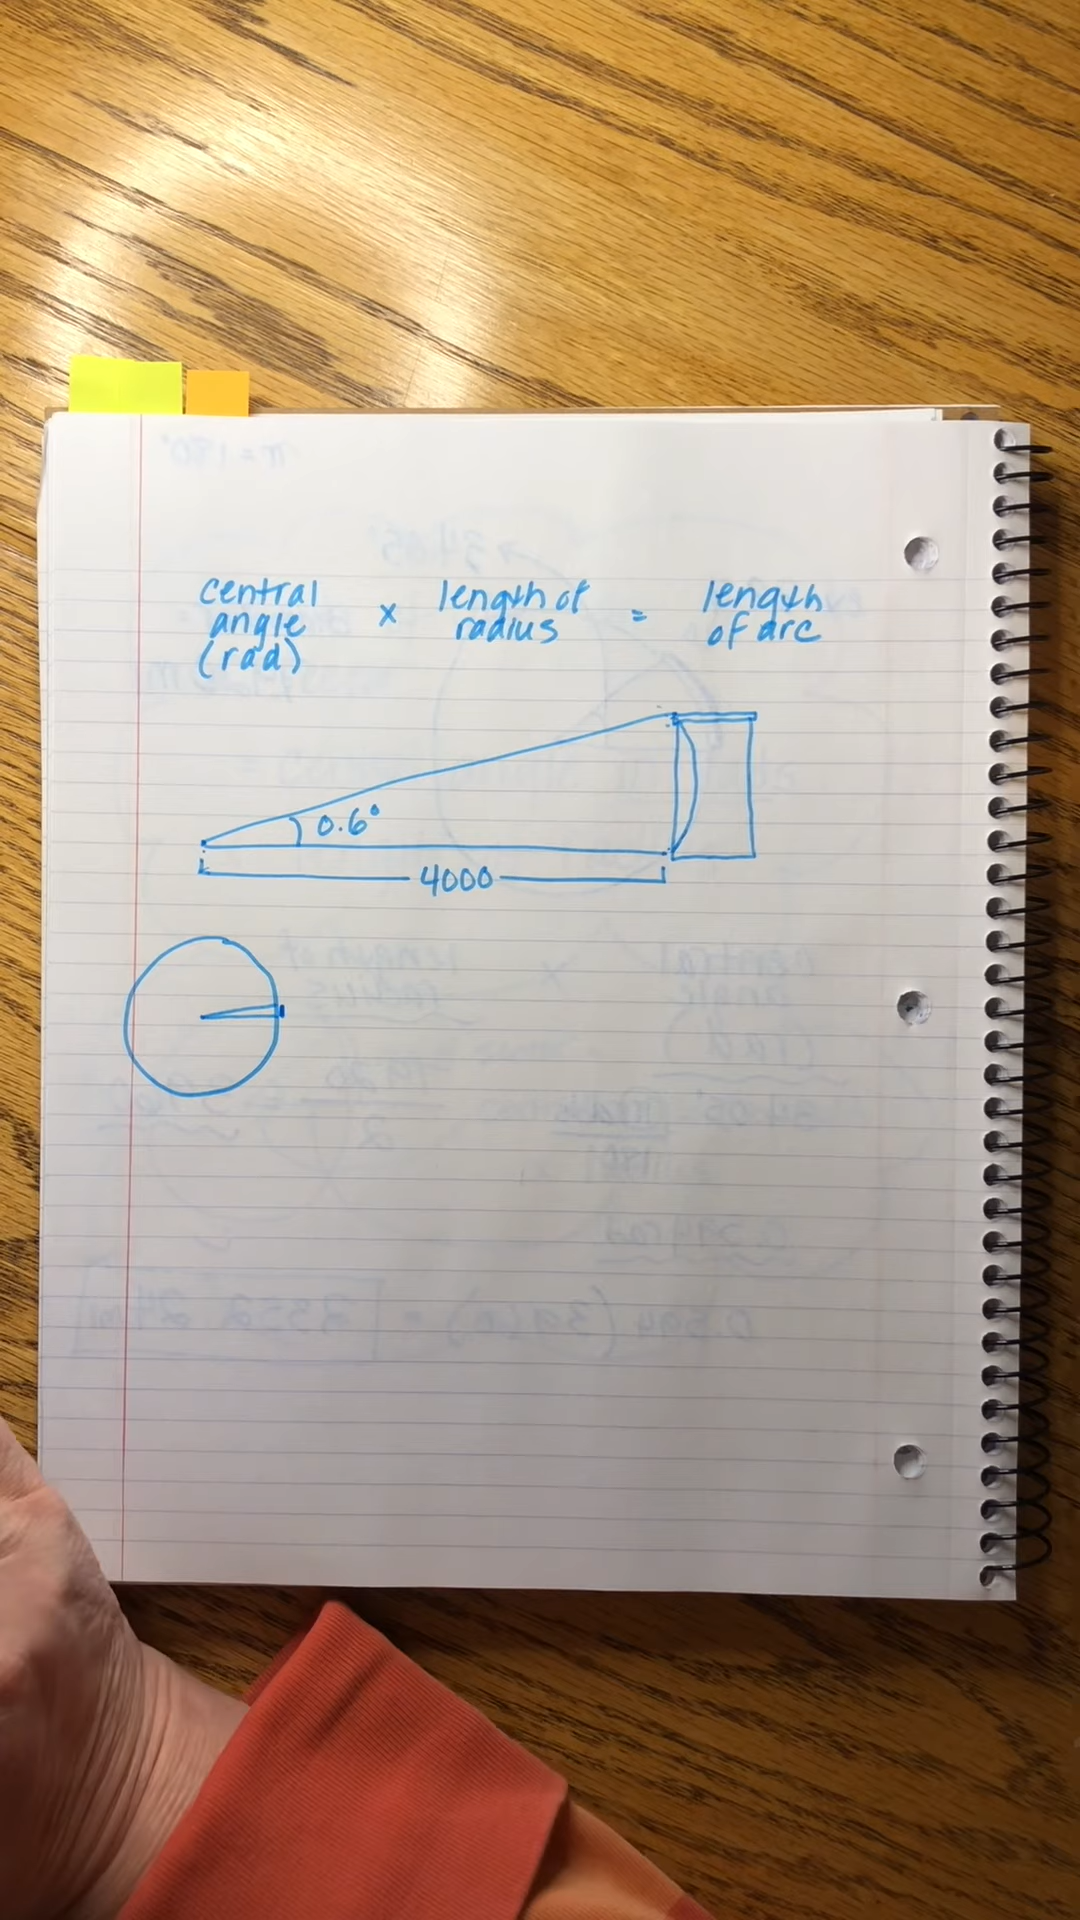 central
angle
(rad)
×
length of
radius
=
length
of arc
0.6°
4000